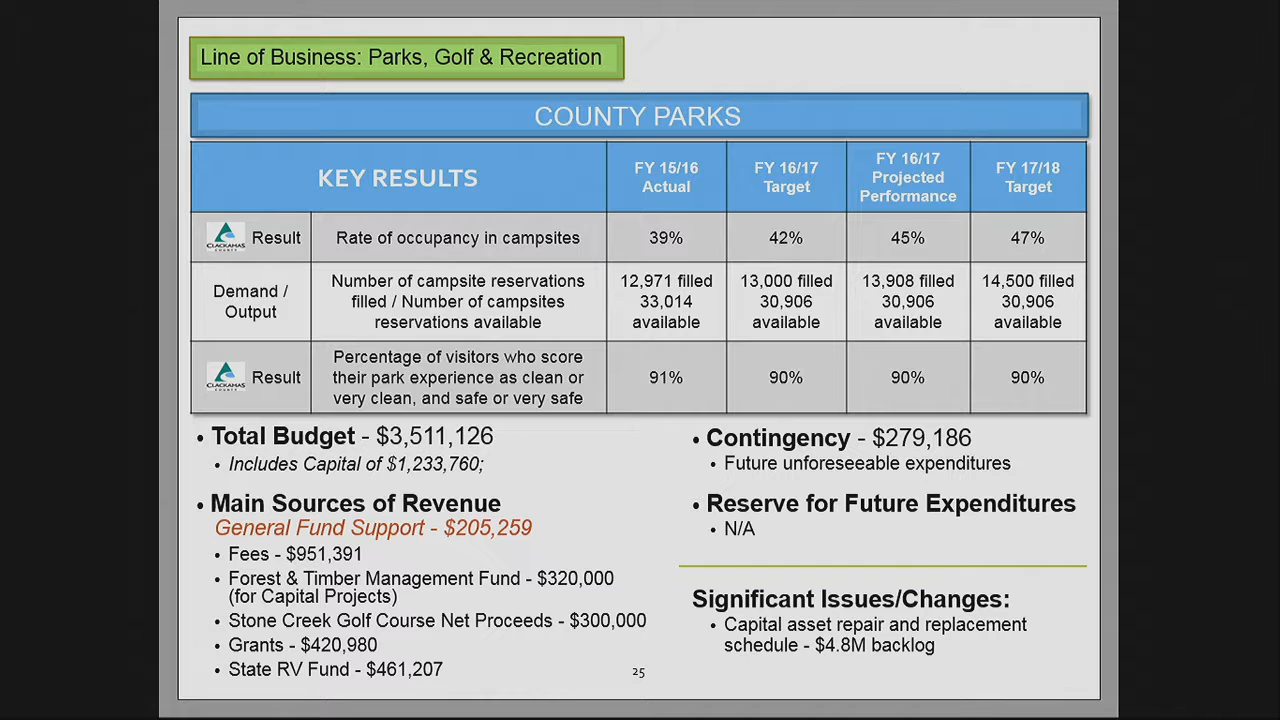 Line of Business: Parks, Golf & Recreation
COUNTY PARKS
KEY RESULTS
FY 15/16
Actual
FY 16/17
Target
FY 16/17
Projected
Performance
FY 17/18
Target
CLACKAMAS
COUNTY
Result
Rate of occupancy in campsites
39%
42%
45%
47%
Demand /
Output
Number of campsite reservations
filled / Number of campsites
reservations available
12,971 filled
33,014
available
13,000 filled
30,906
available
13,908 filled
30,906
available
14,500 filled
30,906
available
CLACKAMAS
COUNTY
Result
Percentage of visitors who score
their park experience as clean or
very clean, and safe or very safe
91%
90%
90%
90%
• Total Budget - $3,511,126
• Includes Capital of $1,233,760;
• Main Sources of Revenue
General Fund Support - $205,259
• Fees - $951,391
• Forest & Timber Management Fund - $320,000
(for Capital Projects)
• Stone Creek Golf Course Net Proceeds - $300,000
• Grants - $420,980
• State RV Fund - $461,207
• Contingency - $279,186
• Future unforeseeable expenditures
• Reserve for Future Expenditures
• N/A
Significant Issues/Changes:
• Capital asset repair and replacement
schedule - $4.8M backlog
25